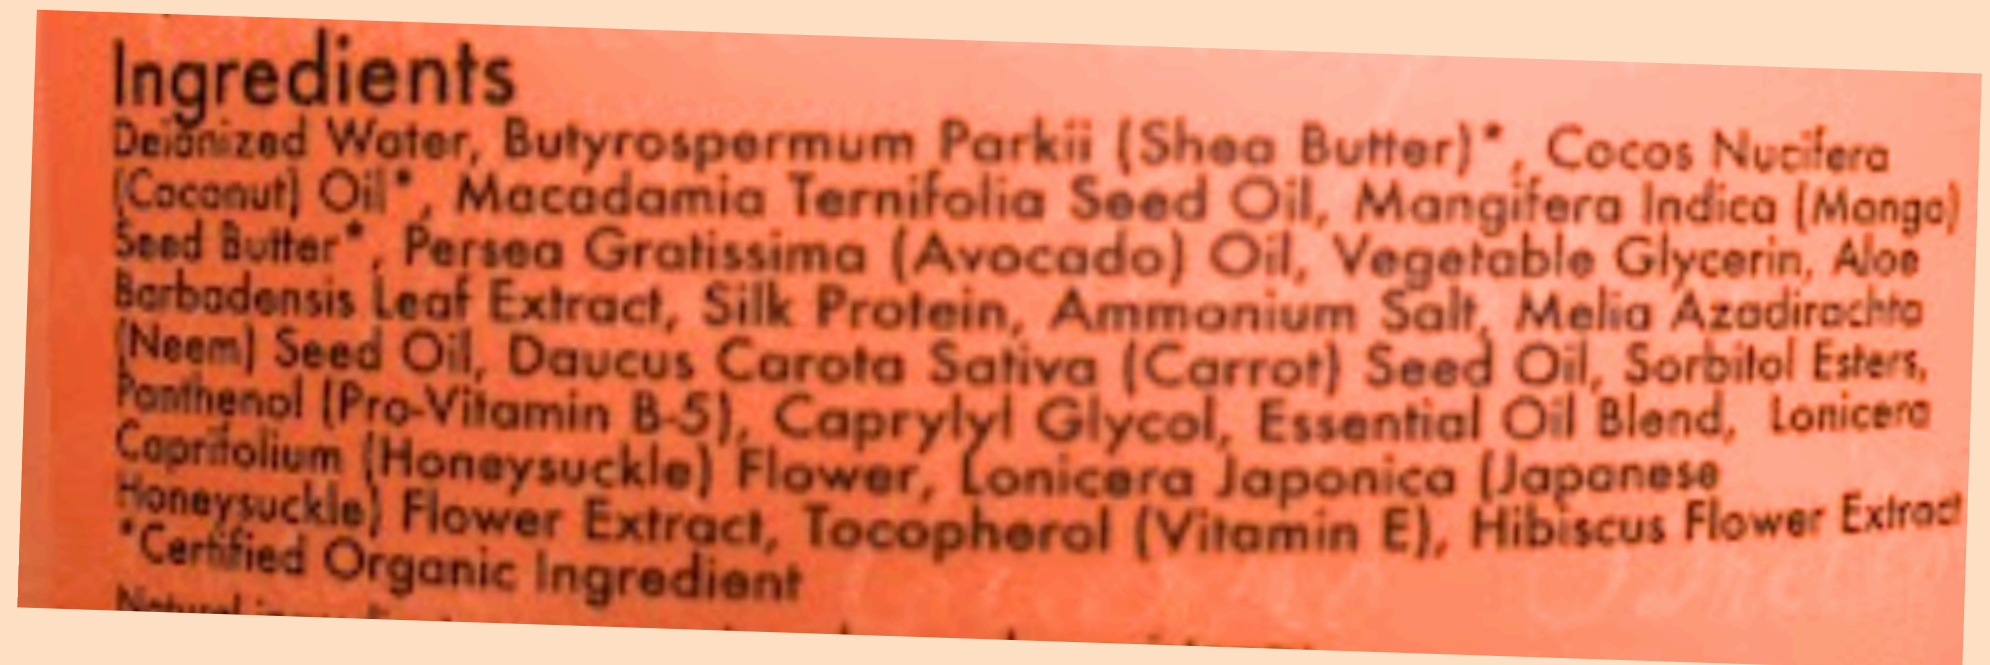 Ingredients
Deionized Water, Butyrospermum Parkii (Shea Butter)*, Cocos Nucifera
(Coconut) Oil*, Macadamia Ternifolia Seed Oil, Mangifera Indica (Mango)
Seed Butter*, Persea Gratissima (Avocado) Oil, Vegetable Glycerin, Aloe
Barbadensis Leaf Extract, Silk Protein, Ammonium Salt, Melia Azadirachta
(Neem) Seed Oil, Daucus Carota Sativa (Carrot) Seed Oil, Sorbitol Esters,
Panthenol (Pro-Vitamin B-5), Caprylyl Glycol, Essential Oil Blend, Lonicera
Caprifolium (Honeysuckle) Flower, Lonicera Japonica (Japanese
Honeysuckle) Flower Extract, Tocopherol (Vitamin E), Hibiscus Flower Extract
*Certified Organic Ingredient
Natural